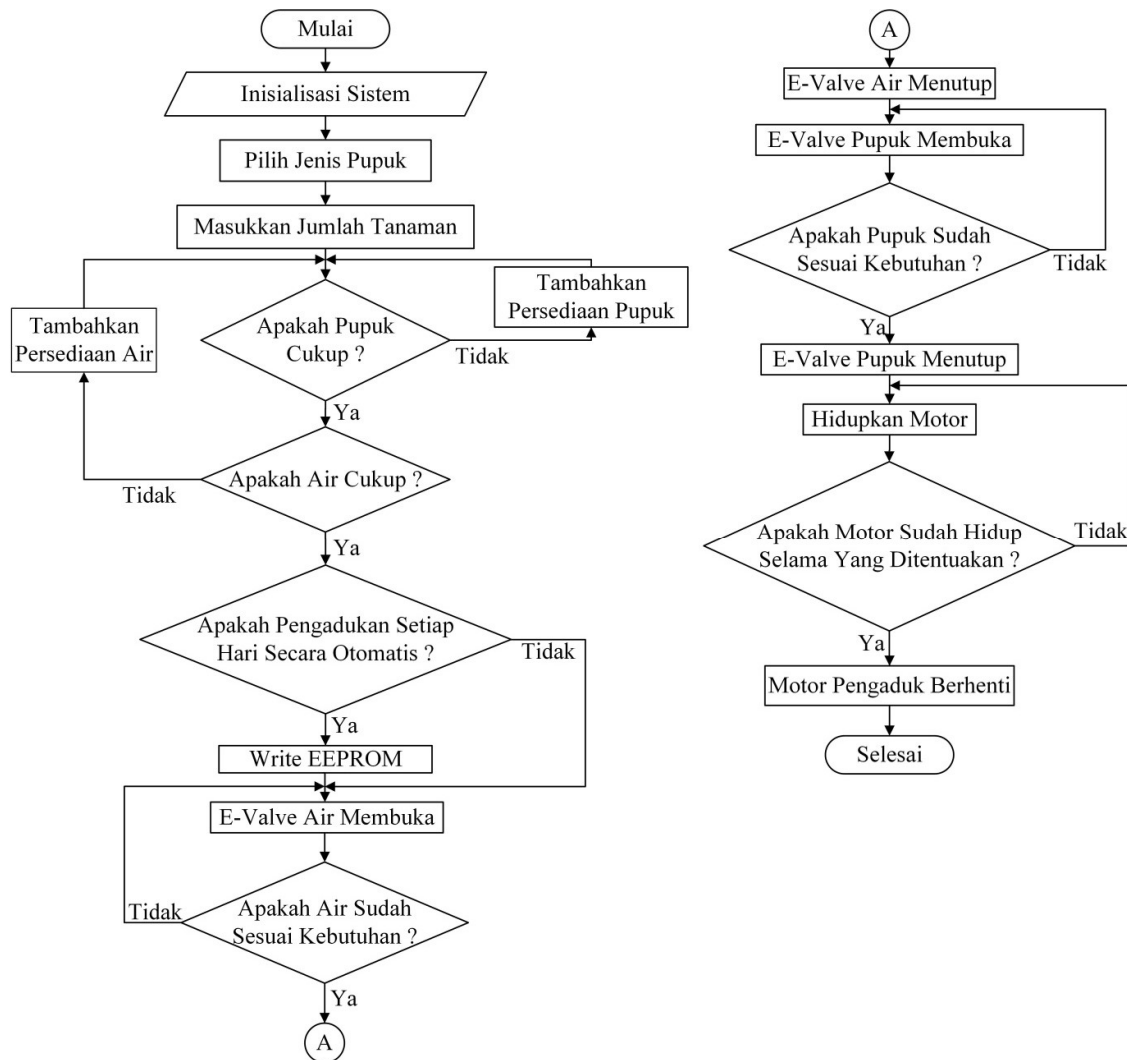 Mulai
Inisialisasi Sistem
Pilih Jenis Pupuk
Masukkan Jumlah Tanaman
Tambahkan
Persediaan Air
Tambahkan
Persediaan Pupuk
Apakah Pupuk
Cukup ?
Tidak
Ya
Apakah Air Cukup ?
Tidak
Ya
Apakah Pengadukan Setiap
Hari Secara Otomatis ?
Tidak
Ya
Write EEPROM
E-Valve Air Membuka
Apakah Air Sudah
Sesuai Kebutuhan ?
Tidak
Ya
A
A
E-Valve Air Menutup
E-Valve Pupuk Membuka
Apakah Pupuk Sudah
Sesuai Kebutuhan ?
Tidak
Ya
E-Valve Pupuk Menutup
Hidupkan Motor
Apakah Motor Sudah Hidup
Selama Yang Ditentuakan ?
Tidak
Ya
Motor Pengaduk Berhenti
Selesai